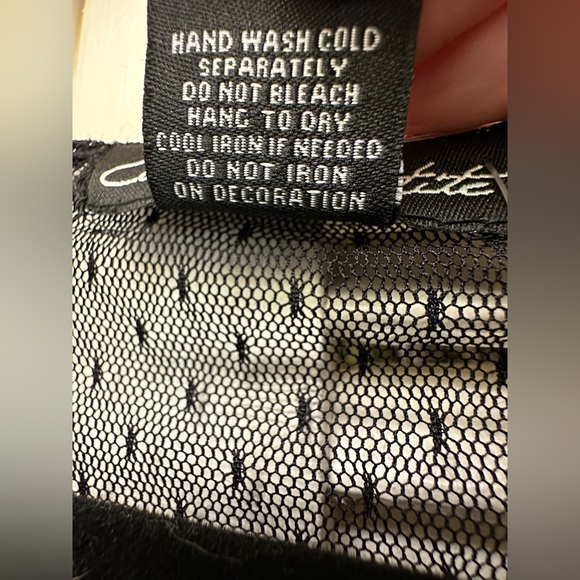 HAND WASH COLD
SEPARATELY
DO NOT BLEACH
HANG TO DRY
COOL IRON IF NEEDED
DO NOT IRON
ON DECORATION